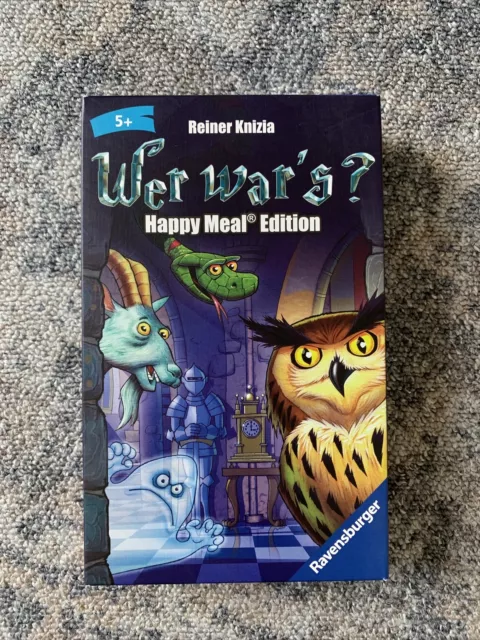 5+
Reiner Knizia
Wer war's?
Happy Meal® Edition
Ravensburger